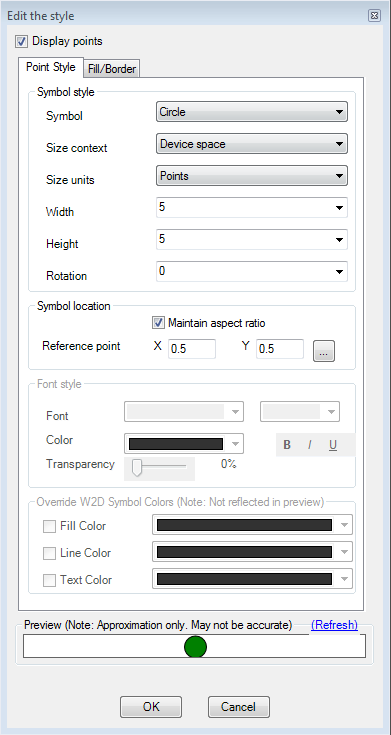 Edit the style
Display points
Point Style Fill/Border
Symbol style
Symbol Circle
Size context Device space
Size units Points
Width 5
Height 5
Rotation 0
Symbol location
Maintain aspect ratio
Reference point X 0.5 Y 0.5 ...
Font style
Font
Color B I U
Transparency 0%
Override W2D Symbol Colors (Note: Not reflected in preview)
Fill Color
Line Color
Text Color
Preview (Note: Approximation only. May not be accurate) (Refresh)
OK Cancel